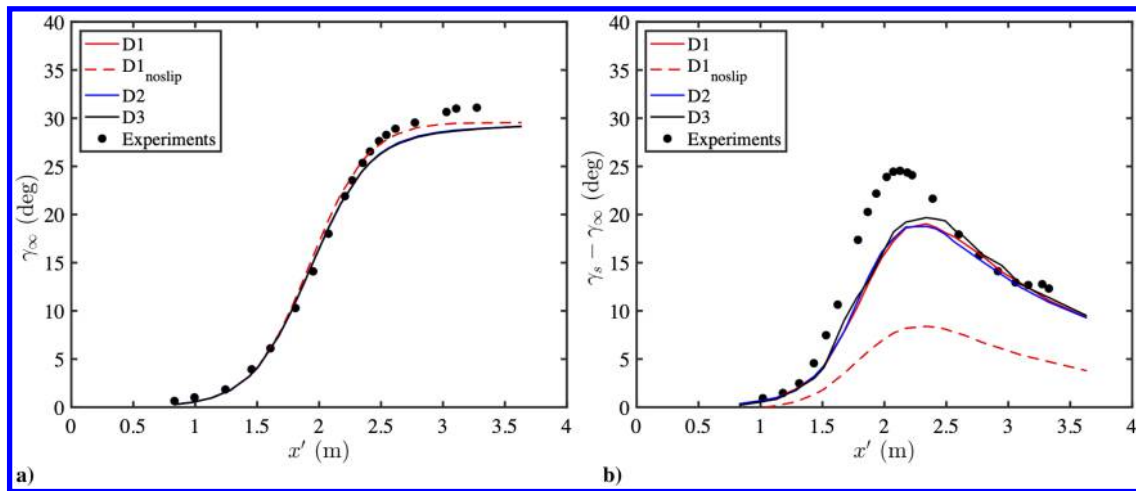 40
35
30
25
20
15
10
5
0
γ∞ (deg)
D1
D1noslip
D2
D3
Experiments
0 0.5 1 1.5 2 2.5 3 3.5 4
x′ (m)
a)
40
35
30
25
20
15
10
5
0
γs − γ∞ (deg)
D1
D1noslip
D2
D3
Experiments
0 0.5 1 1.5 2 2.5 3 3.5 4
x′ (m)
b)